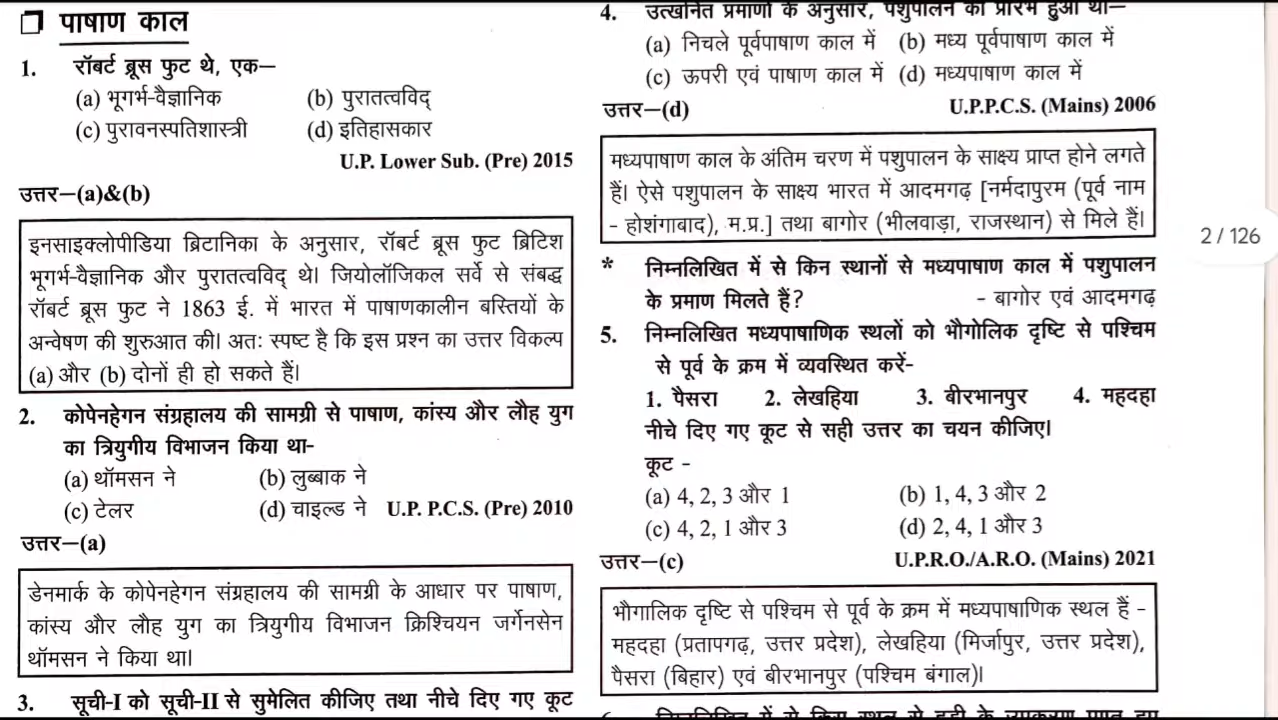 पाषाण काल
1. रॉबर्ट ब्रूस फुट थे, एक–
(a) भूगर्भ-वैज्ञानिक (b) पुरातत्वविद्
(c) पुरावनस्पतिशास्त्री (d) इतिहासकार
U.P. Lower Sub. (Pre) 2015
उत्तर–(a)&(b)
इनसाइक्लोपीडिया ब्रिटानिका के अनुसार, रॉबर्ट ब्रूस फुट ब्रिटिश
भूगर्भ-वैज्ञानिक और पुरातत्वविद् थे। जियोलॉजिकल सर्वे से संबद्ध
रॉबर्ट ब्रूस फुट ने 1863 ई. में भारत में पाषाणकालीन बस्तियों के
अन्वेषण की शुरुआत की। अतः स्पष्ट है कि इस प्रश्न का उत्तर विकल्प
(a) और (b) दोनों ही हो सकते हैं।
2. कोपेनहेगन संग्रहालय की सामग्री से पाषाण, कांस्य और लौह युग
का त्रियुगीय विभाजन किया था-
(a) थॉमसन ने (b) लुब्बाक ने
(c) टेलर (d) चाइल्ड ने U.P. P.C.S. (Pre) 2010
उत्तर–(a)
डेनमार्क के कोपेनहेगन संग्रहालय की सामग्री के आधार पर पाषाण,
कांस्य और लौह युग का त्रियुगीय विभाजन क्रिश्चियन जर्गेनसेन
थॉमसन ने किया था।
3. सूची-I को सूची-II से सुमेलित कीजिए तथा नीचे दिए गए कूट
4. उत्खनित प्रमाणों के अनुसार, पशुपालन का प्रारंभ हुआ था–
(a) निचले पूर्वपाषाण काल में (b) मध्य पूर्वपाषाण काल में
(c) ऊपरी एवं पाषाण काल में (d) मध्यपाषाण काल में
उत्तर–(d) U.P.P.C.S. (Mains) 2006
मध्यपाषाण काल के अंतिम चरण में पशुपालन के साक्ष्य प्राप्त होने लगते
हैं। ऐसे पशुपालन के साक्ष्य भारत में आदमगढ़ [नर्मदापुरम (पूर्व नाम
- होशंगाबाद), म.प्र.] तथा बागोर (भीलवाड़ा, राजस्थान) से मिले हैं।
* निम्नलिखित में से किन स्थानों से मध्यपाषाण काल में पशुपालन
के प्रमाण मिलते हैं? - बागोर एवं आदमगढ़
5. निम्नलिखित मध्यपाषाणिक स्थलों को भौगोलिक दृष्टि से पश्चिम
से पूर्व के क्रम में व्यवस्थित करें-
1. पैसरा 2. लेखहिया 3. बीरभानपुर 4. महदहा
नीचे दिए गए कूट से सही उत्तर का चयन कीजिए।
कूट -
(a) 4, 2, 3 और 1 (b) 1, 4, 3 और 2
(c) 4, 2, 1 और 3 (d) 2, 4, 1 और 3
उत्तर–(c) U.P.R.O./A.R.O. (Mains) 2021
भौगालिक दृष्टि से पश्चिम से पूर्व के क्रम में मध्यपाषाणिक स्थल हैं -
महदहा (प्रतापगढ़, उत्तर प्रदेश), लेखहिया (मिर्जापुर, उत्तर प्रदेश),
पैसरा (बिहार) एवं बीरभानपुर (पश्चिम बंगाल)।
निम्नलिखित में से किस स्थल से हड्डी के उपकरण
2 / 126